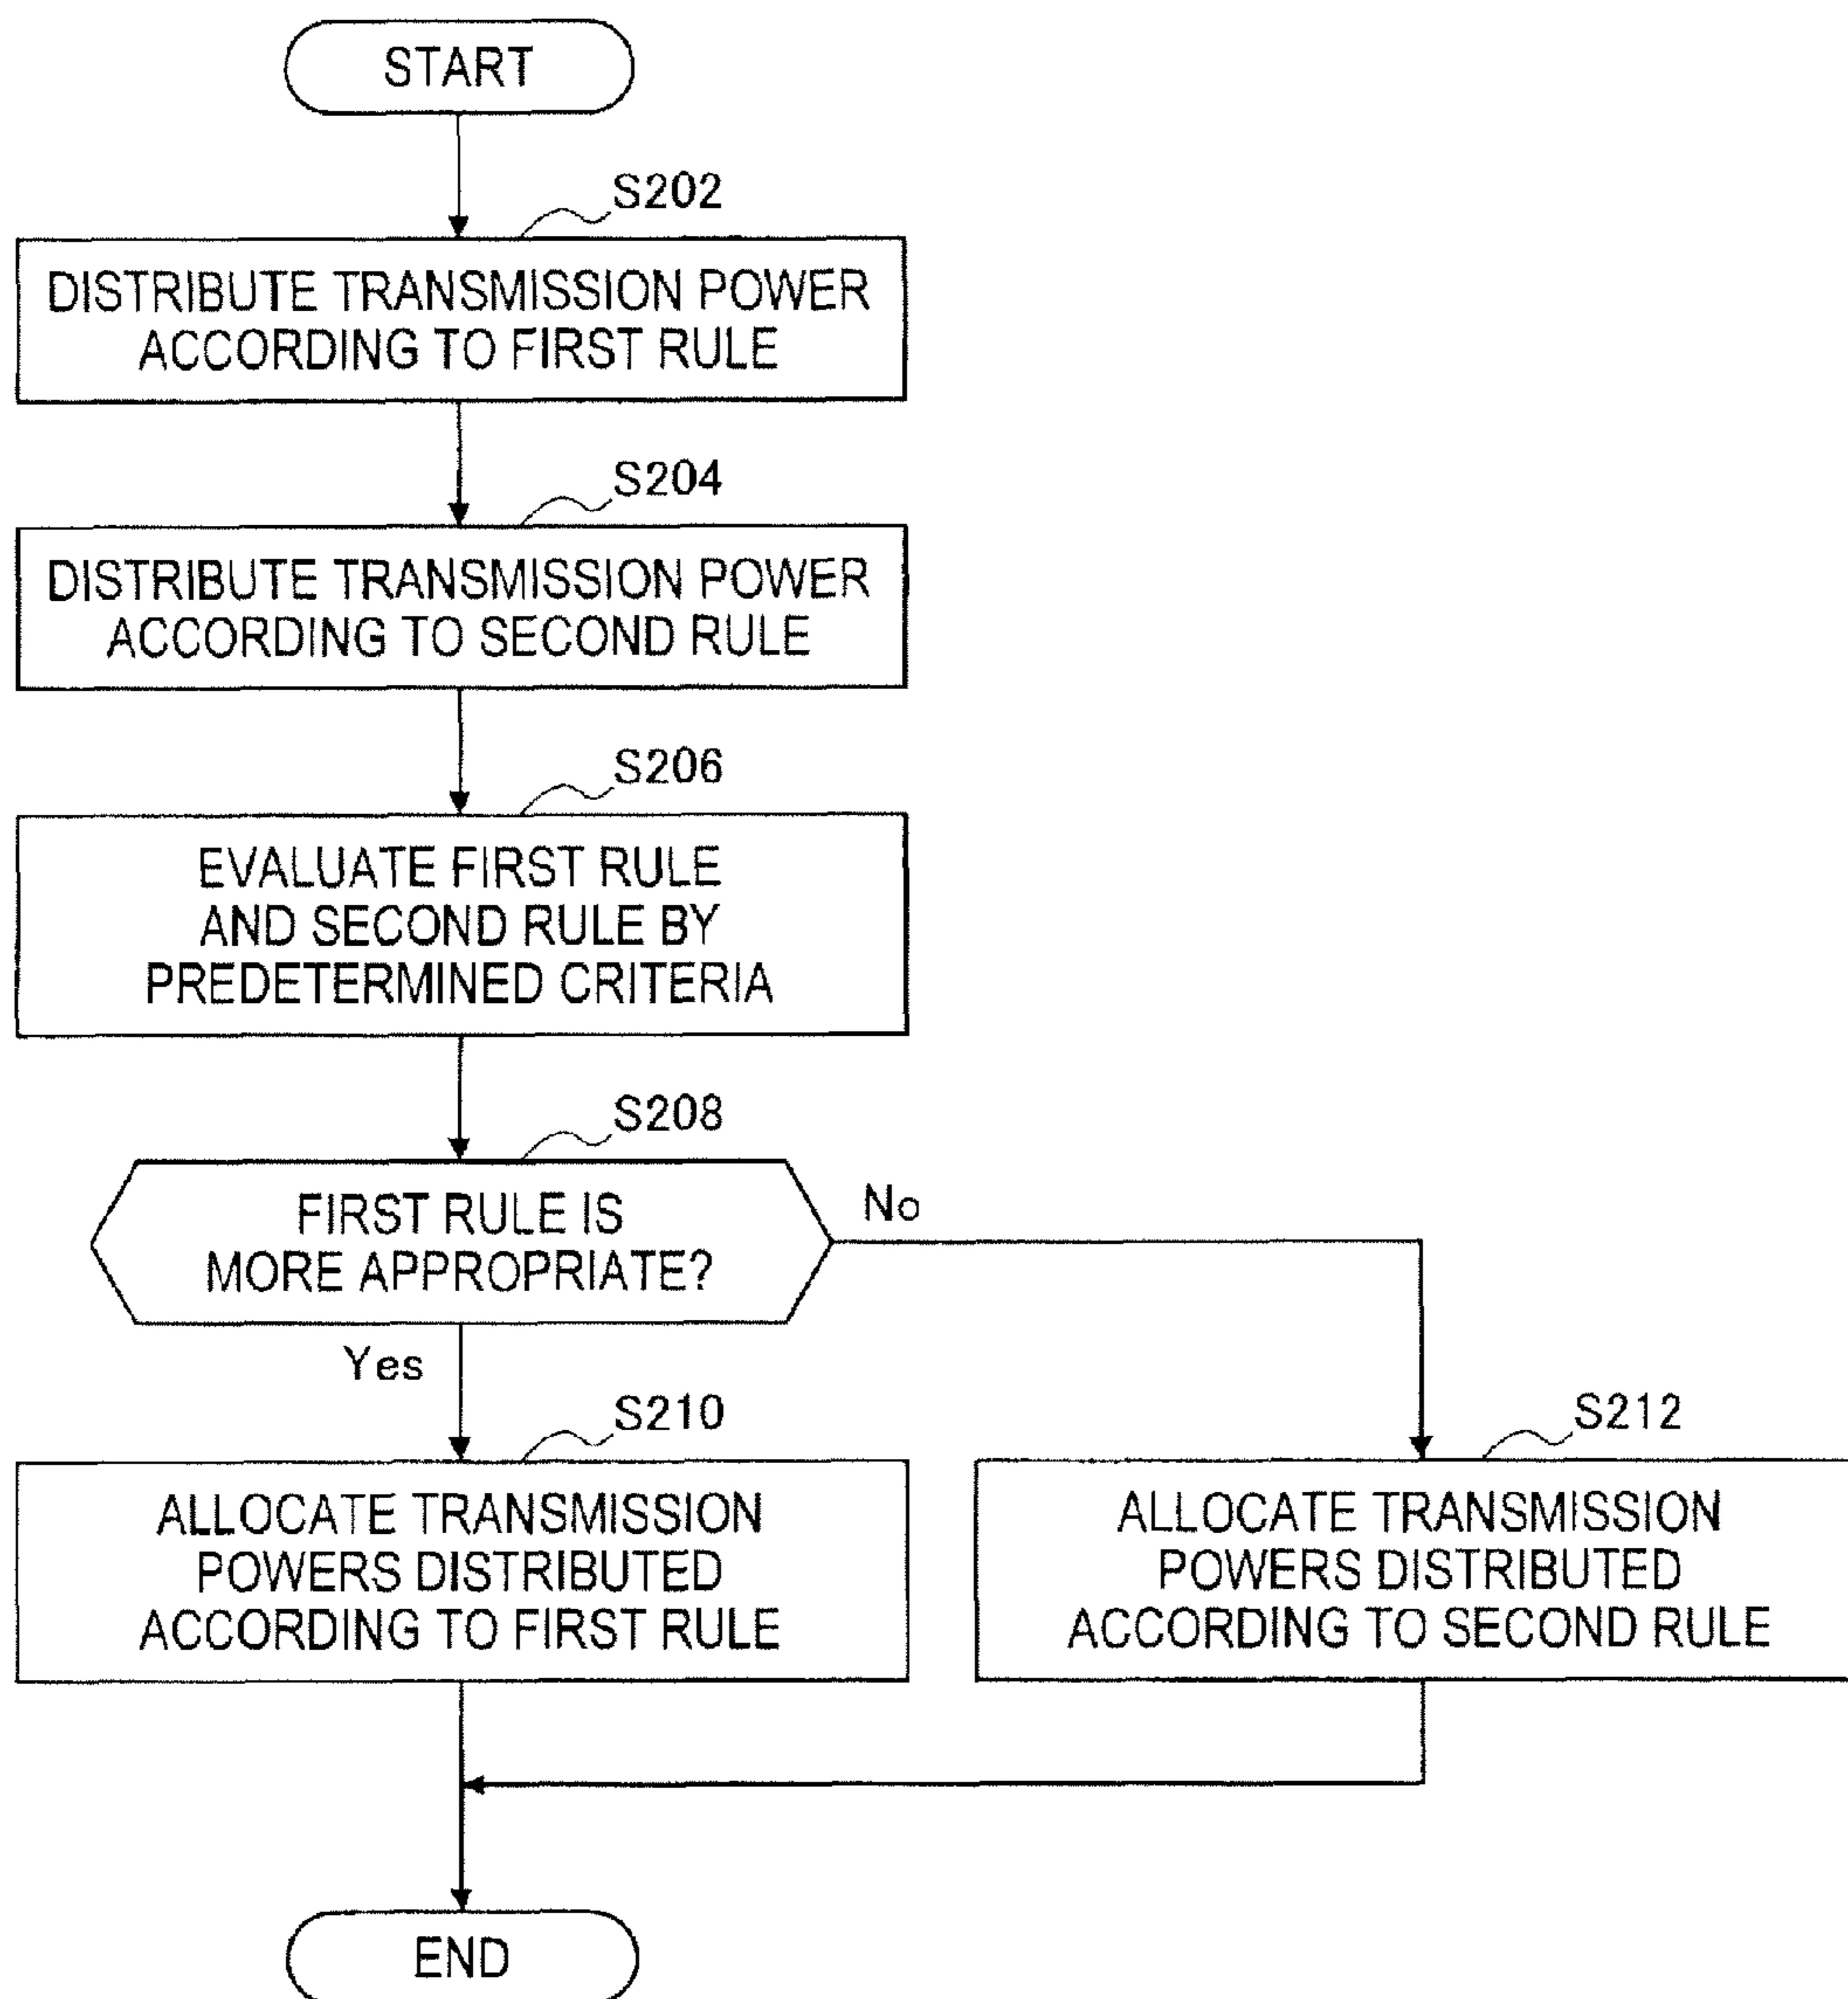 START
S202
DISTRIBUTE TRANSMISSION POWER
ACCORDING TO FIRST RULE
S204
DISTRIBUTE TRANSMISSION POWER
ACCORDING TO SECOND RULE
S206
EVALUATE FIRST RULE
AND SECOND RULE BY
PREDETERMINED CRITERIA
S208
FIRST RULE IS
MORE APPROPRIATE?
No
Yes
S210
ALLOCATE TRANSMISSION
POWERS DISTRIBUTED
ACCORDING TO FIRST RULE
S212
ALLOCATE TRANSMISSION
POWERS DISTRIBUTED
ACCORDING TO SECOND RULE
END